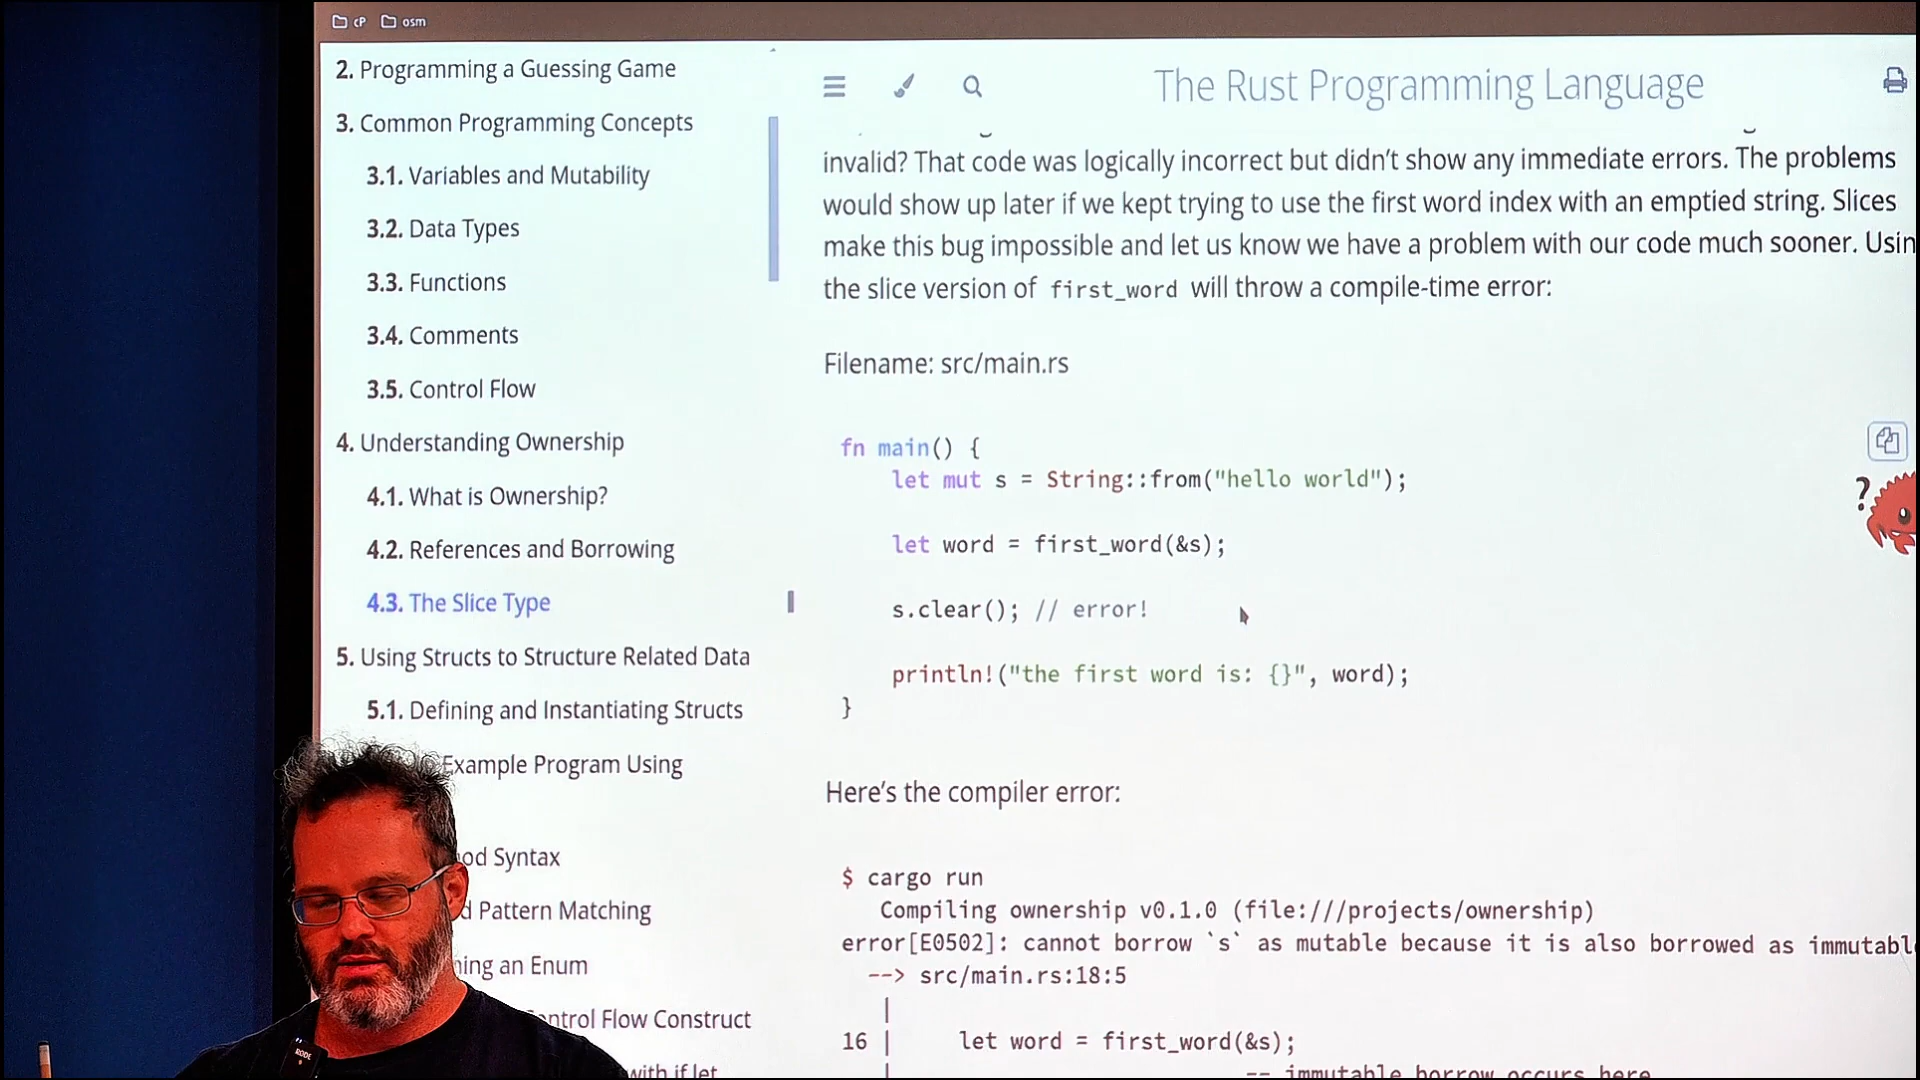 cP osm
2. Programming a Guessing Game
3. Common Programming Concepts
3.1. Variables and Mutability
3.2. Data Types
3.3. Functions
3.4. Comments
3.5. Control Flow
4. Understanding Ownership
4.1. What is Ownership?
4.2. References and Borrowing
4.3. The Slice Type
5. Using Structs to Structure Related Data
5.1. Defining and Instantiating Structs
Example Program Using
od Syntax
d Pattern Matching
ing an Enum
ntrol Flow Construct
with if let
The Rust Programming Language
invalid? That code was logically incorrect but didn’t show any immediate errors. The problems
would show up later if we kept trying to use the first word index with an emptied string. Slices
make this bug impossible and let us know we have a problem with our code much sooner. Usin
the slice version of first_word will throw a compile-time error:
Filename: src/main.rs
fn main() {
let mut s = String::from("hello world");
let word = first_word(&s);
s.clear(); // error!
println!("the first word is: {}", word);
}
?
Here’s the compiler error:
$ cargo run
Compiling ownership v0.1.0 (file:///projects/ownership)
error[E0502]: cannot borrow `s` as mutable because it is also borrowed as immutabl
--> src/main.rs:18:5
|
16 | let word = first_word(&s);
| -- immutable borrow occurs here
RODE